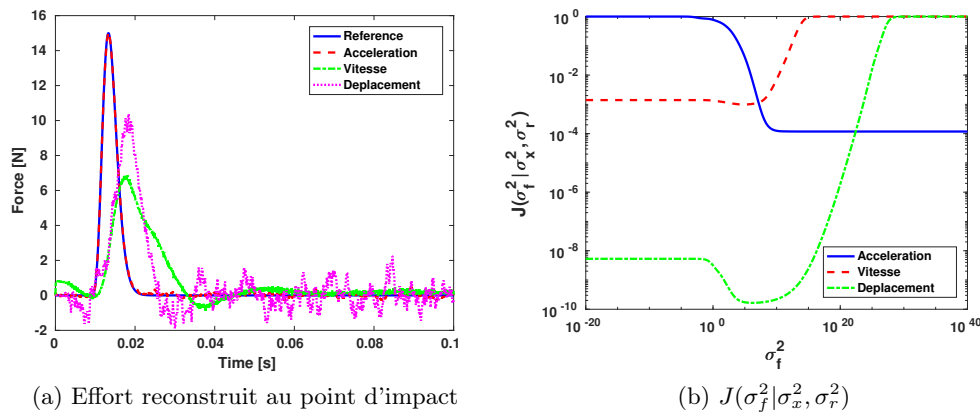 16
14
12
10
8
6
4
2
0
-2
Force [N]
0
0.02
0.04
0.06
0.08
0.1
Time [s]
Reference
Acceleration
Vitesse
Deplacement
(a) Effort reconstruit au point d'impact
10^0
10^-2
10^-4
10^-6
10^-8
10^-10
J(σ_f^2|σ_x^2,σ_r^2)
10^-20
10^0
10^20
10^40
σ_f^2
Acceleration
Vitesse
Deplacement
(b) J(σ_f^2|σ_x^2, σ_r^2)